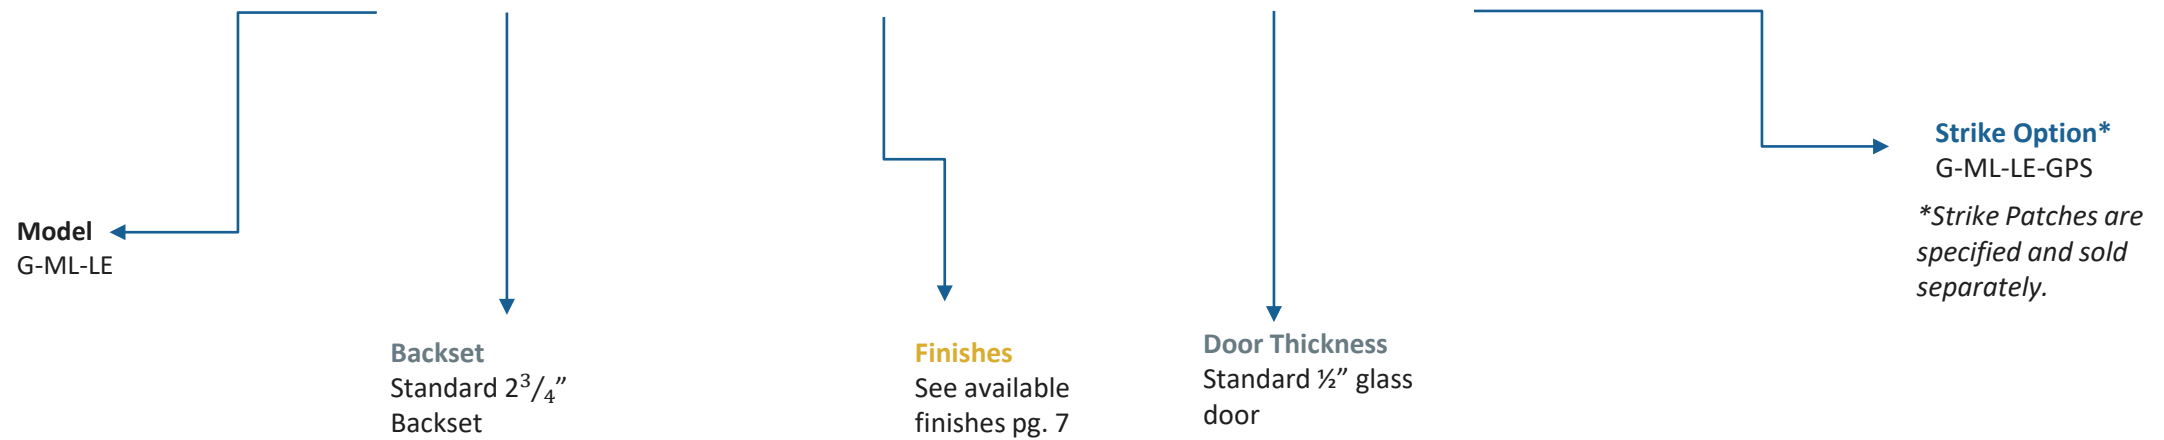 Model
G-ML-LE
Backset
Standard 2³/₄”
Backset
Finishes
See available
finishes pg. 7
Door Thickness
Standard ½” glass
door
Strike Option*
G-ML-LE-GPS
*Strike Patches are
specified and sold
separately.